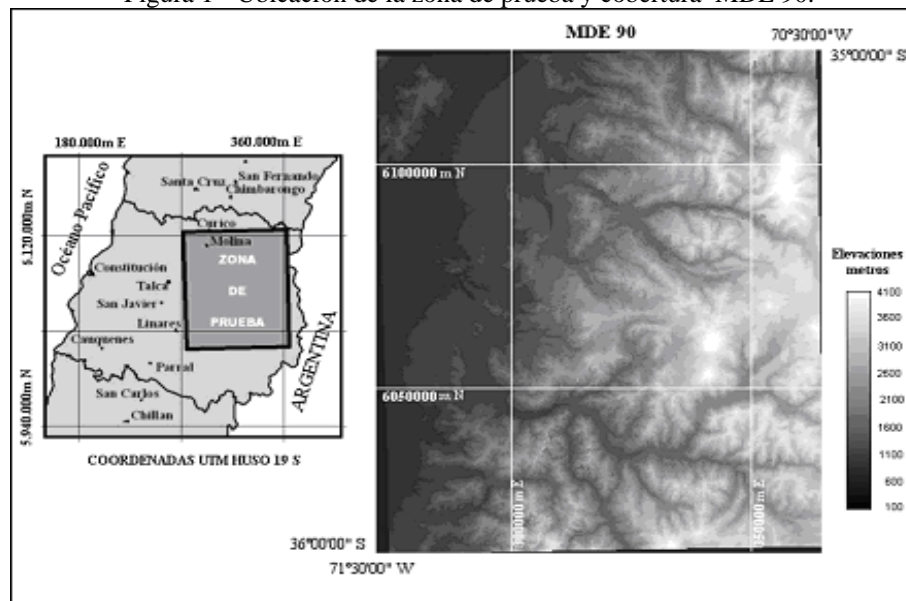 Figura 1 - Ubicación de la zona de prueba y cobertura MDE 90.
MDE 90
70°30'00" W
35°00'00" S
180.000m E
360.000m E
Océano Pacífico
5.120.000m N
5.940.000m N
Santa Cruz
San Fernando
Chimbarongo
Curico
Molina
ZONA
DE
PRUEBA
Constitución
Talca
San Javier
Linares
Cauquenes
Parral
San Carlos
Chillan
ARGENTINA
COORDENADAS UTM HUSO 19 S
6100000 m N
6050000 m N
Elevaciones
metros
4100
3600
3100
2600
2100
1600
1100
600
100
36°00'00" S
71°30'00" W